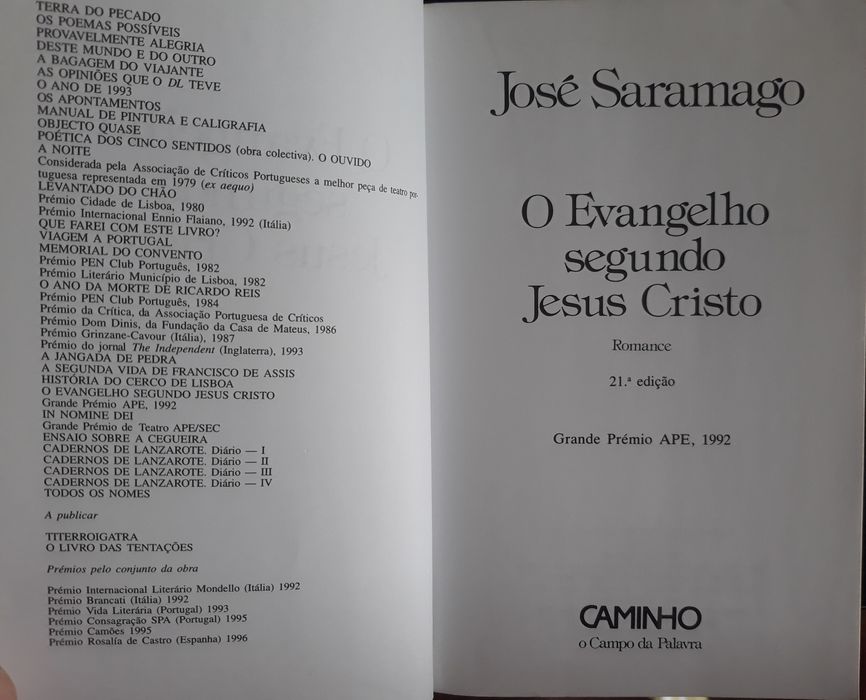 TERRA DO PECADO
OS POEMAS POSSÍVEIS
PROVAVELMENTE ALEGRIA
DESTE MUNDO E DO OUTRO
A BAGAGEM DO VIAJANTE
AS OPINIÕES QUE O DL TEVE
O ANO DE 1993
OS APONTAMENTOS
MANUAL DE PINTURA E CALIGRAFIA
OBJECTO QUASE
POÉTICA DOS CINCO SENTIDOS (obra colectiva). O OUVIDO
A NOITE
Considerada pela Associação de Críticos Portugueses a melhor peça de teatro por-
tuguesa representada em 1979 (ex aequo)
LEVANTADO DO CHÃO
Prémio Cidade de Lisboa, 1980
Prémio Internacional Ennio Flaiano, 1992 (Itália)
QUE FAREI COM ESTE LIVRO?
VIAGEM A PORTUGAL
MEMORIAL DO CONVENTO
Prémio PEN Club Português, 1982
Prémio Literário Município de Lisboa, 1982
O ANO DA MORTE DE RICARDO REIS
Prémio PEN Club Português, 1984
Prémio da Crítica, da Associação Portuguesa de Críticos
Prémio Dom Dinis, da Fundação da Casa de Mateus, 1986
Prémio Grinzane-Cavour (Itália), 1987
Prémio do jornal The Independent (Inglaterra), 1993
A JANGADA DE PEDRA
A SEGUNDA VIDA DE FRANCISCO DE ASSIS
HISTÓRIA DO CERCO DE LISBOA
O EVANGELHO SEGUNDO JESUS CRISTO
Grande Prémio APE, 1992
IN NOMINE DEI
Grande Prémio de Teatro APE/SEC
ENSAIO SOBRE A CEGUEIRA
CADERNOS DE LANZAROTE. Diário — I
CADERNOS DE LANZAROTE. Diário — II
CADERNOS DE LANZAROTE. Diário — III
CADERNOS DE LANZAROTE. Diário — IV
TODOS OS NOMES
A publicar
TITERROIGATRA
O LIVRO DAS TENTAÇÕES
Prémios pelo conjunto da obra
Prémio Internacional Literário Mondello (Itália) 1992
Prémio Brancati (Itália) 1992
Prémio Vida Literária (Portugal) 1993
Prémio Consagração SPA (Portugal) 1995
Prémio Camões 1995
Prémio Rosalía de Castro (Espanha) 1996
José Saramago
O Evangelho
segundo
Jesus Cristo
Romance
21.ª edição
Grande Prémio APE, 1992
CAMINHO
o Campo da Palavra